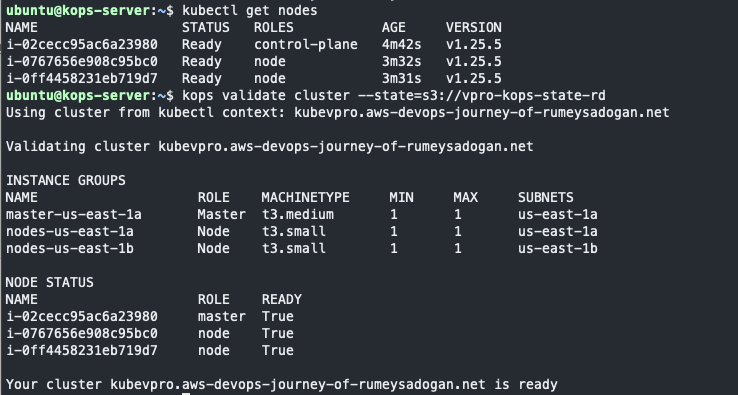 ubuntu@kops-server:~$ kubectl get nodes
NAME STATUS ROLES AGE VERSION
i-02cecc95ac6a23980 Ready control-plane 4m42s v1.25.5
i-0767656e908c95bc0 Ready node 3m32s v1.25.5
i-0ff4458231eb719d7 Ready node 3m31s v1.25.5
ubuntu@kops-server:~$ kops validate cluster --state=s3://vpro-kops-state-rd
Using cluster from kubectl context: kubevpro.aws-devops-journey-of-rumeysadogan.net
Validating cluster kubevpro.aws-devops-journey-of-rumeysadogan.net
INSTANCE GROUPS
NAME ROLE MACHINETYPE MIN MAX SUBNETS
master-us-east-1a Master t3.medium 1 1 us-east-1a
nodes-us-east-1a Node t3.small 1 1 us-east-1a
nodes-us-east-1b Node t3.small 1 1 us-east-1b
NODE STATUS
NAME ROLE READY
i-02cecc95ac6a23980 master True
i-0767656e908c95bc0 node True
i-0ff4458231eb719d7 node True
Your cluster kubevpro.aws-devops-journey-of-rumeysadogan.net is ready